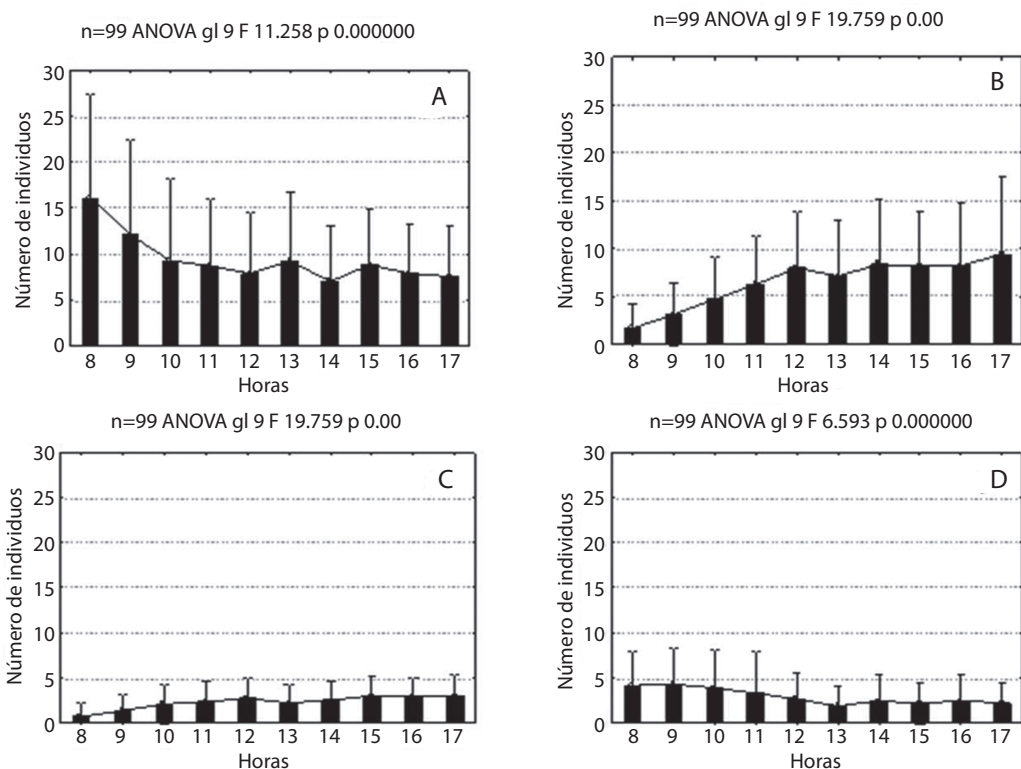 n=99 ANOVA gl 9 F 11.258 p 0.000000
A
Número de individuos
30
25
20
15
10
5
0
8 9 10 11 12 13 14 15 16 17
Horas
n=99 ANOVA gl 9 F 19.759 p 0.00
B
Número de individuos
30
25
20
15
10
5
0
8 9 10 11 12 13 14 15 16 17
Horas
n=99 ANOVA gl 9 F 19.759 p 0.00
C
Número de individuos
30
25
20
15
10
5
0
8 9 10 11 12 13 14 15 16 17
Horas
n=99 ANOVA gl 9 F 6.593 p 0.000000
D
Número de individuos
30
25
20
15
10
5
0
8 9 10 11 12 13 14 15 16 17
Horas